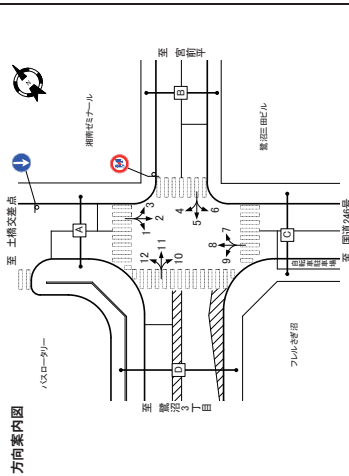 方向案内図
至 土橋交差点
バスロータリー
湘南ゼミナール
A
至 宮前平
B
1
2
3
12
11
10
4
5
6
7
8
9
D
C
至 鷺沼3丁目
鷺沼三田ビル
自転車駐車場
フレルさぎ沼
至 国道246号